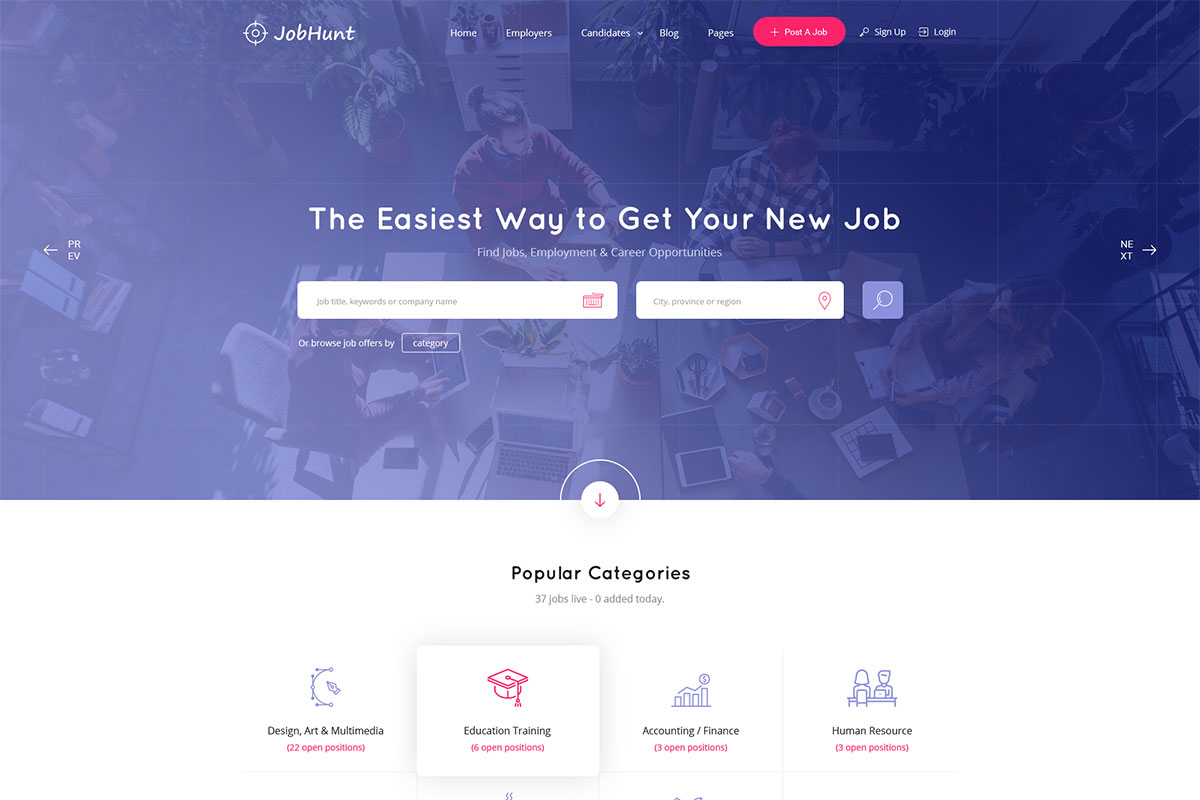 JobHunt
Home Employers Candidates Blog Pages + Post A Job Sign Up Login
The Easiest Way to Get Your New Job
PR
EV
NE
XT
Find Jobs, Employment & Career Opportunities
Job title, keywords or company name
City, province or region
Or browse job offers by category
Popular Categories
37 jobs live - 0 added today.
Design, Art & Multimedia
(22 open positions)
Education Training
(6 open positions)
Accounting / Finance
(3 open positions)
Human Resource
(3 open positions)